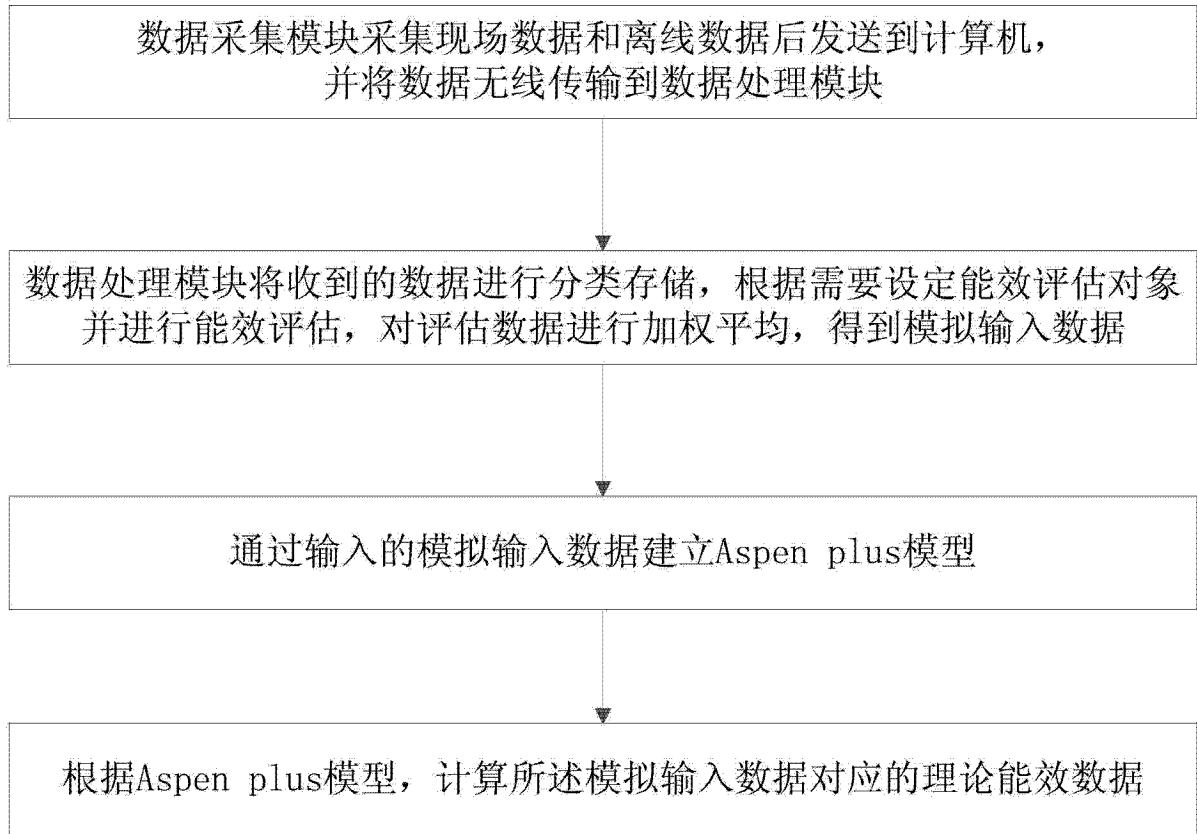 数据采集模块采集现场数据和离线数据后发送到计算机，
并将数据无线传输到数据处理模块
数据处理模块将收到的数据进行分类存储，根据需要设定能效评估对象
并进行能效评估，对评估数据进行加权平均，得到模拟输入数据
通过输入的模拟输入数据建立Aspen plus模型
根据Aspen plus模型，计算所述模拟输入数据对应的理论能效数据